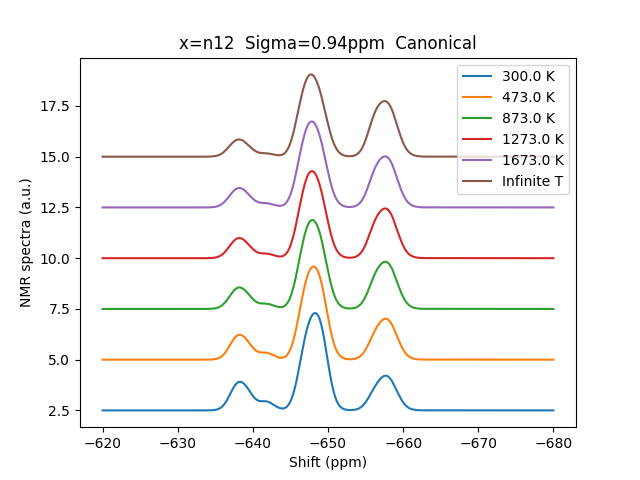 x=n12  Sigma=0.94ppm  Canonical
NMR spectra (a.u.)
17.5
15.0
12.5
10.0
7.5
5.0
2.5
300.0 K
473.0 K
873.0 K
1273.0 K
1673.0 K
Infinite T
−620 −630 −640 −650 −660 −670 −680
Shift (ppm)